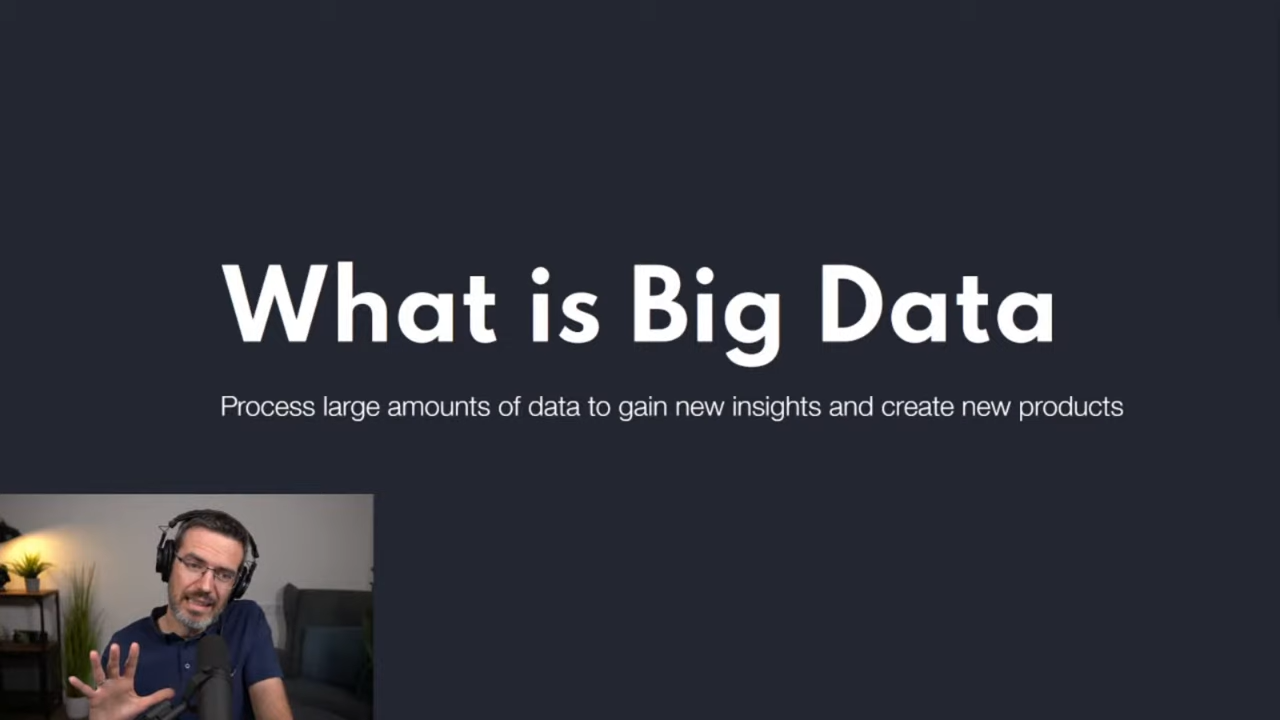 What is Big Data
Process large amounts of data to gain new insights and create new products